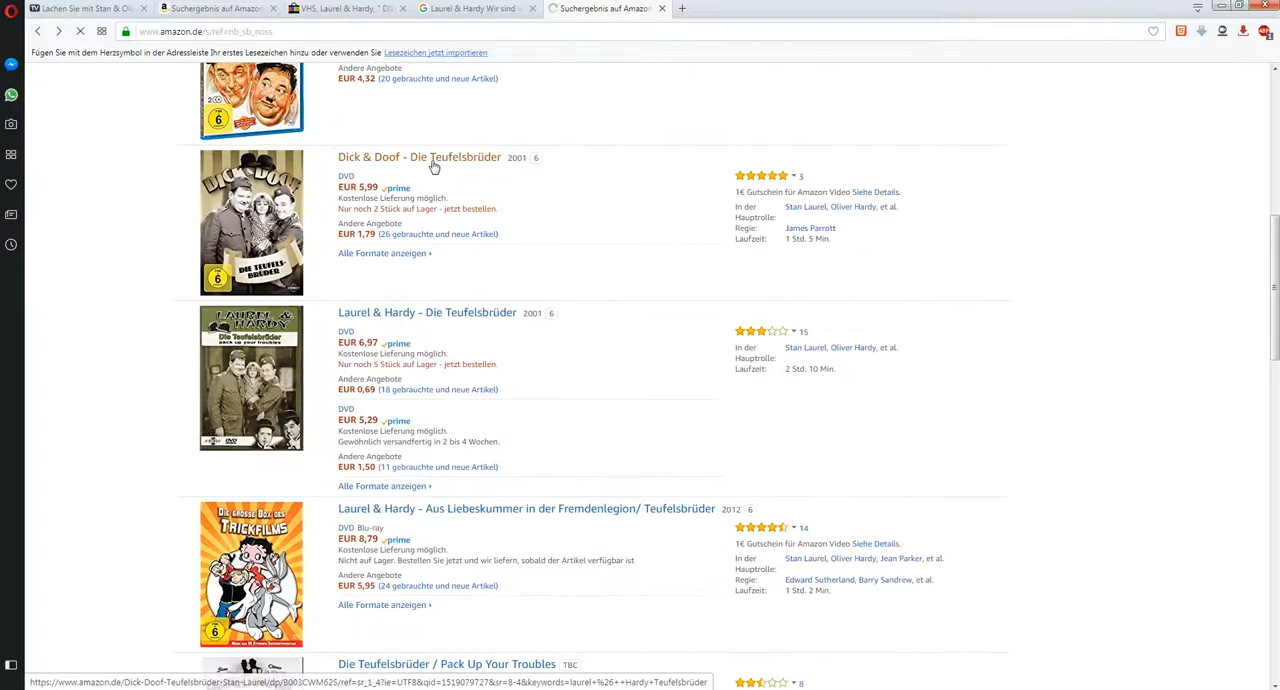 Lachen Sie mit Stan & Ol
Suchergebnis auf Amazon
VHS, Laurel & Hardy, " DI
Laurel & Hardy Wir sind
Suchergebnis auf Amazon
www.amazon.de/s/ref=nb_sb_noss
Fügen Sie mit dem Herzsymbol in der Adressleiste Ihr erstes Lesezeichen hinzu oder verwenden Sie Lesezeichen jetzt importieren
Andere Angebote
EUR 4,32 (20 gebrauchte und neue Artikel)
Dick & Doof - Die Teufelsbrüder 2001 6
DVD
EUR 5,99 prime
Kostenlose Lieferung möglich.
Nur noch 2 Stück auf Lager - jetzt bestellen.
Andere Angebote
EUR 1,79 (26 gebrauchte und neue Artikel)
Alle Formate anzeigen
3
1€ Gutschein für Amazon Video Siehe Details.
In der Hauptrolle: Stan Laurel, Oliver Hardy, et al.
Regie: James Parrott
Laufzeit: 1 Std. 5 Min.
DICK & DOOF
DIE TEUFELS-
BRÜDER
6
Laurel & Hardy - Die Teufelsbrüder 2001 6
DVD
EUR 6,97 prime
Kostenlose Lieferung möglich.
Nur noch 5 Stück auf Lager - jetzt bestellen.
Andere Angebote
EUR 0,69 (18 gebrauchte und neue Artikel)
DVD
EUR 5,29 prime
Kostenlose Lieferung möglich.
Gewöhnlich versandfertig in 2 bis 4 Wochen.
Andere Angebote
EUR 1,50 (11 gebrauchte und neue Artikel)
Alle Formate anzeigen
15
In der Hauptrolle: Stan Laurel, Oliver Hardy, et al.
Laufzeit: 2 Std. 10 Min.
LAUREL &
HARDY
Die Teufelsbrüder
pack up your troubles
DVD
Laurel & Hardy - Aus Liebeskummer in der Fremdenlegion/ Teufelsbrüder 2012 6
DVD Blu-ray
EUR 8,79 prime
Kostenlose Lieferung möglich.
Nicht auf Lager. Bestellen Sie jetzt und wir liefern, sobald der Artikel verfügbar ist
Andere Angebote
EUR 5,95 (24 gebrauchte und neue Artikel)
Alle Formate anzeigen
14
1€ Gutschein für Amazon Video Siehe Details.
In der Hauptrolle: Stan Laurel, Oliver Hardy, Jean Parker, et al.
Regie: Edward Sutherland, Barry Sandrew, et al.
Laufzeit: 1 Std. 2 Min.
DIE GROSSE BOX DES
TRICKFILMS
6
Die Teufelsbrüder / Pack Up Your Troubles TBC
8
https://www.amazon.de/Dick-Doof-Teufelsbrüder-Stan-Laurel/dp/B003CWM62S/ref=sr_1_4?ie=UTF8&qid=1519079727&sr=8-4&keywords=laurel+%26++Hardy+Teufelsbrüder